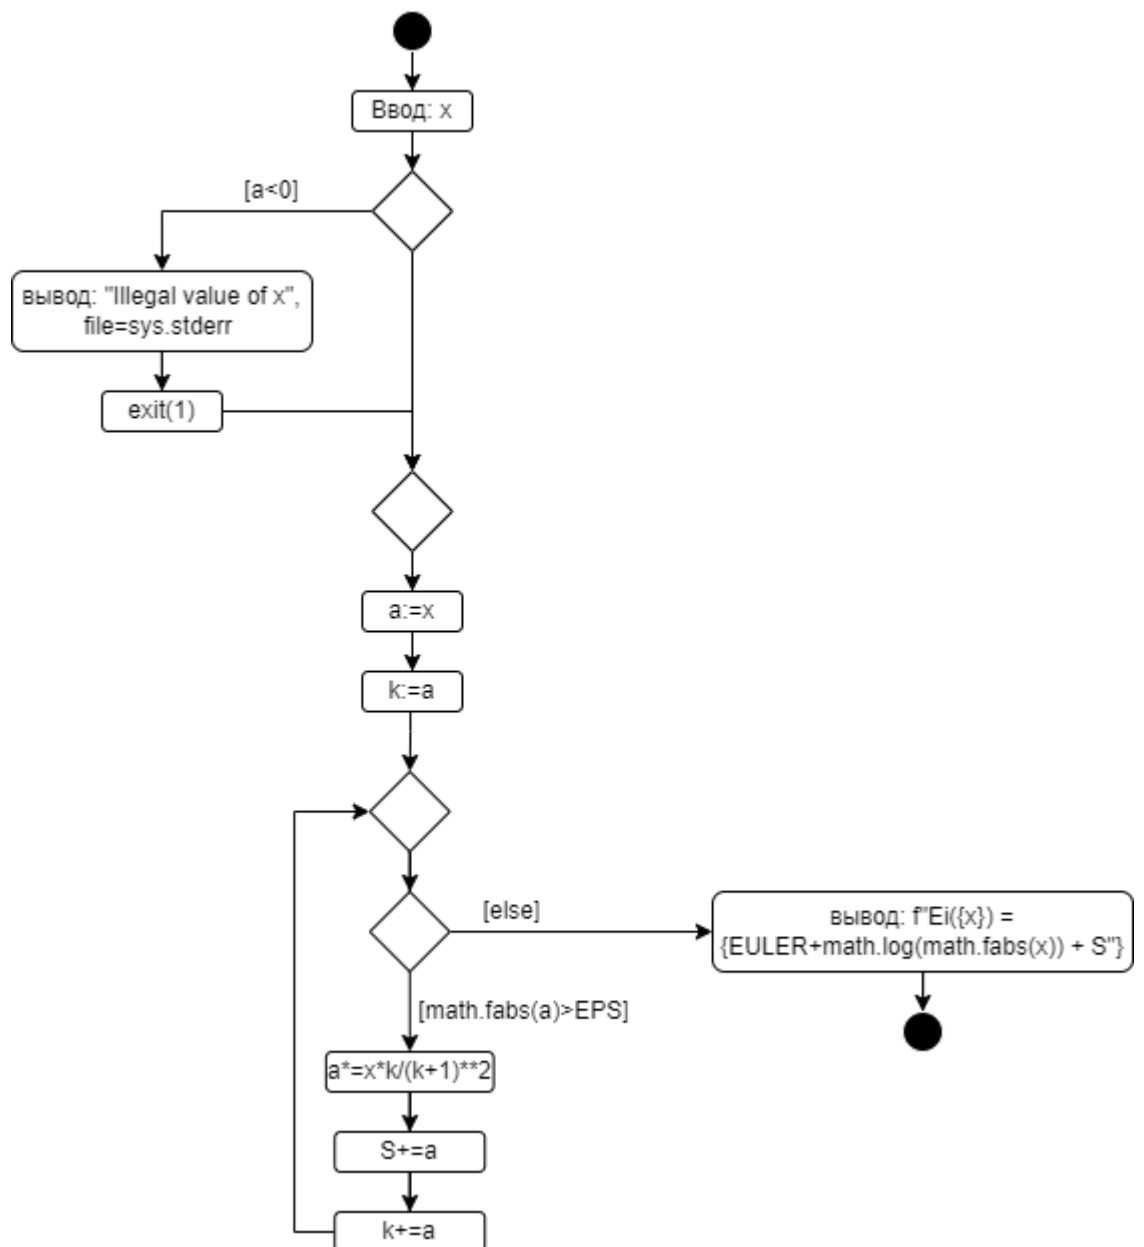 Ввод: x
[a<0]
вывод: "Illegal value of x",
file=sys.stderr
exit(1)
a:=x
k:=a
[else]
вывод: f"Ei({x}) =
{EULER+math.log(math.fabs(x)) + S"}
[math.fabs(a)>EPS]
a*=x*k/(k+1)**2
S+=a
k+=a